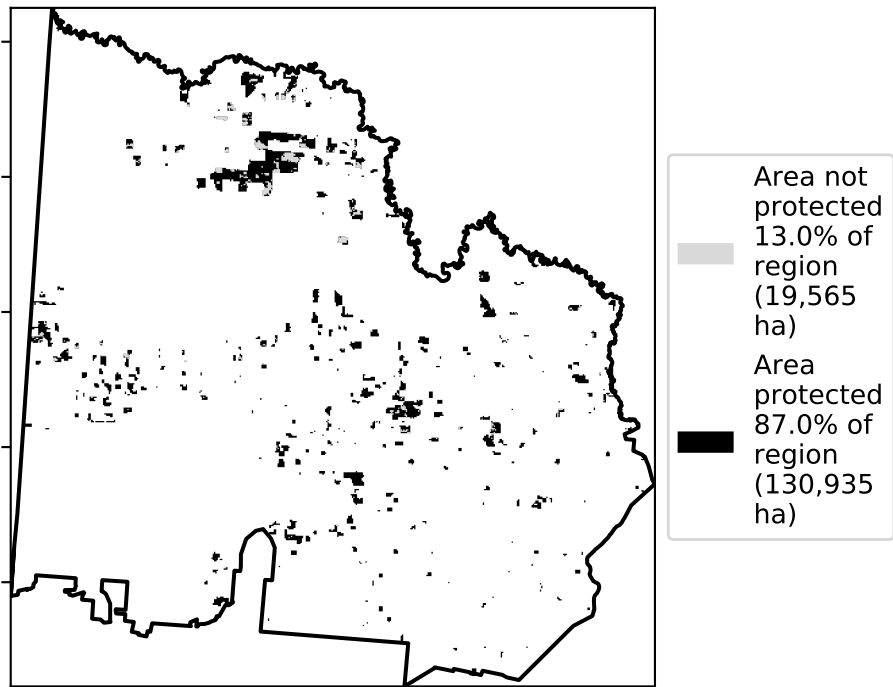 Area not
protected
13.0% of
region
(19,565
ha)
Area
protected
87.0% of
region
(130,935
ha)